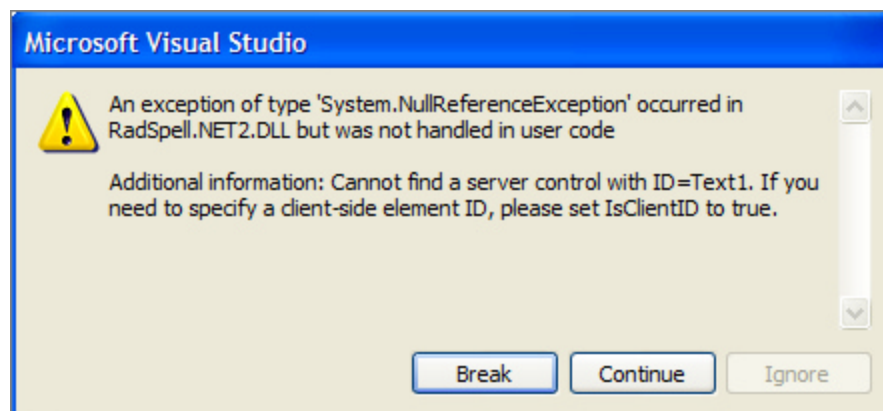 Microsoft Visual Studio
An exception of type 'System.NullReferenceException' occurred in
RadSpell.NET2.DLL but was not handled in user code
Additional information: Cannot find a server control with ID=Text1. If you
need to specify a client-side element ID, please set IsClientID to true.
Break Continue Ignore